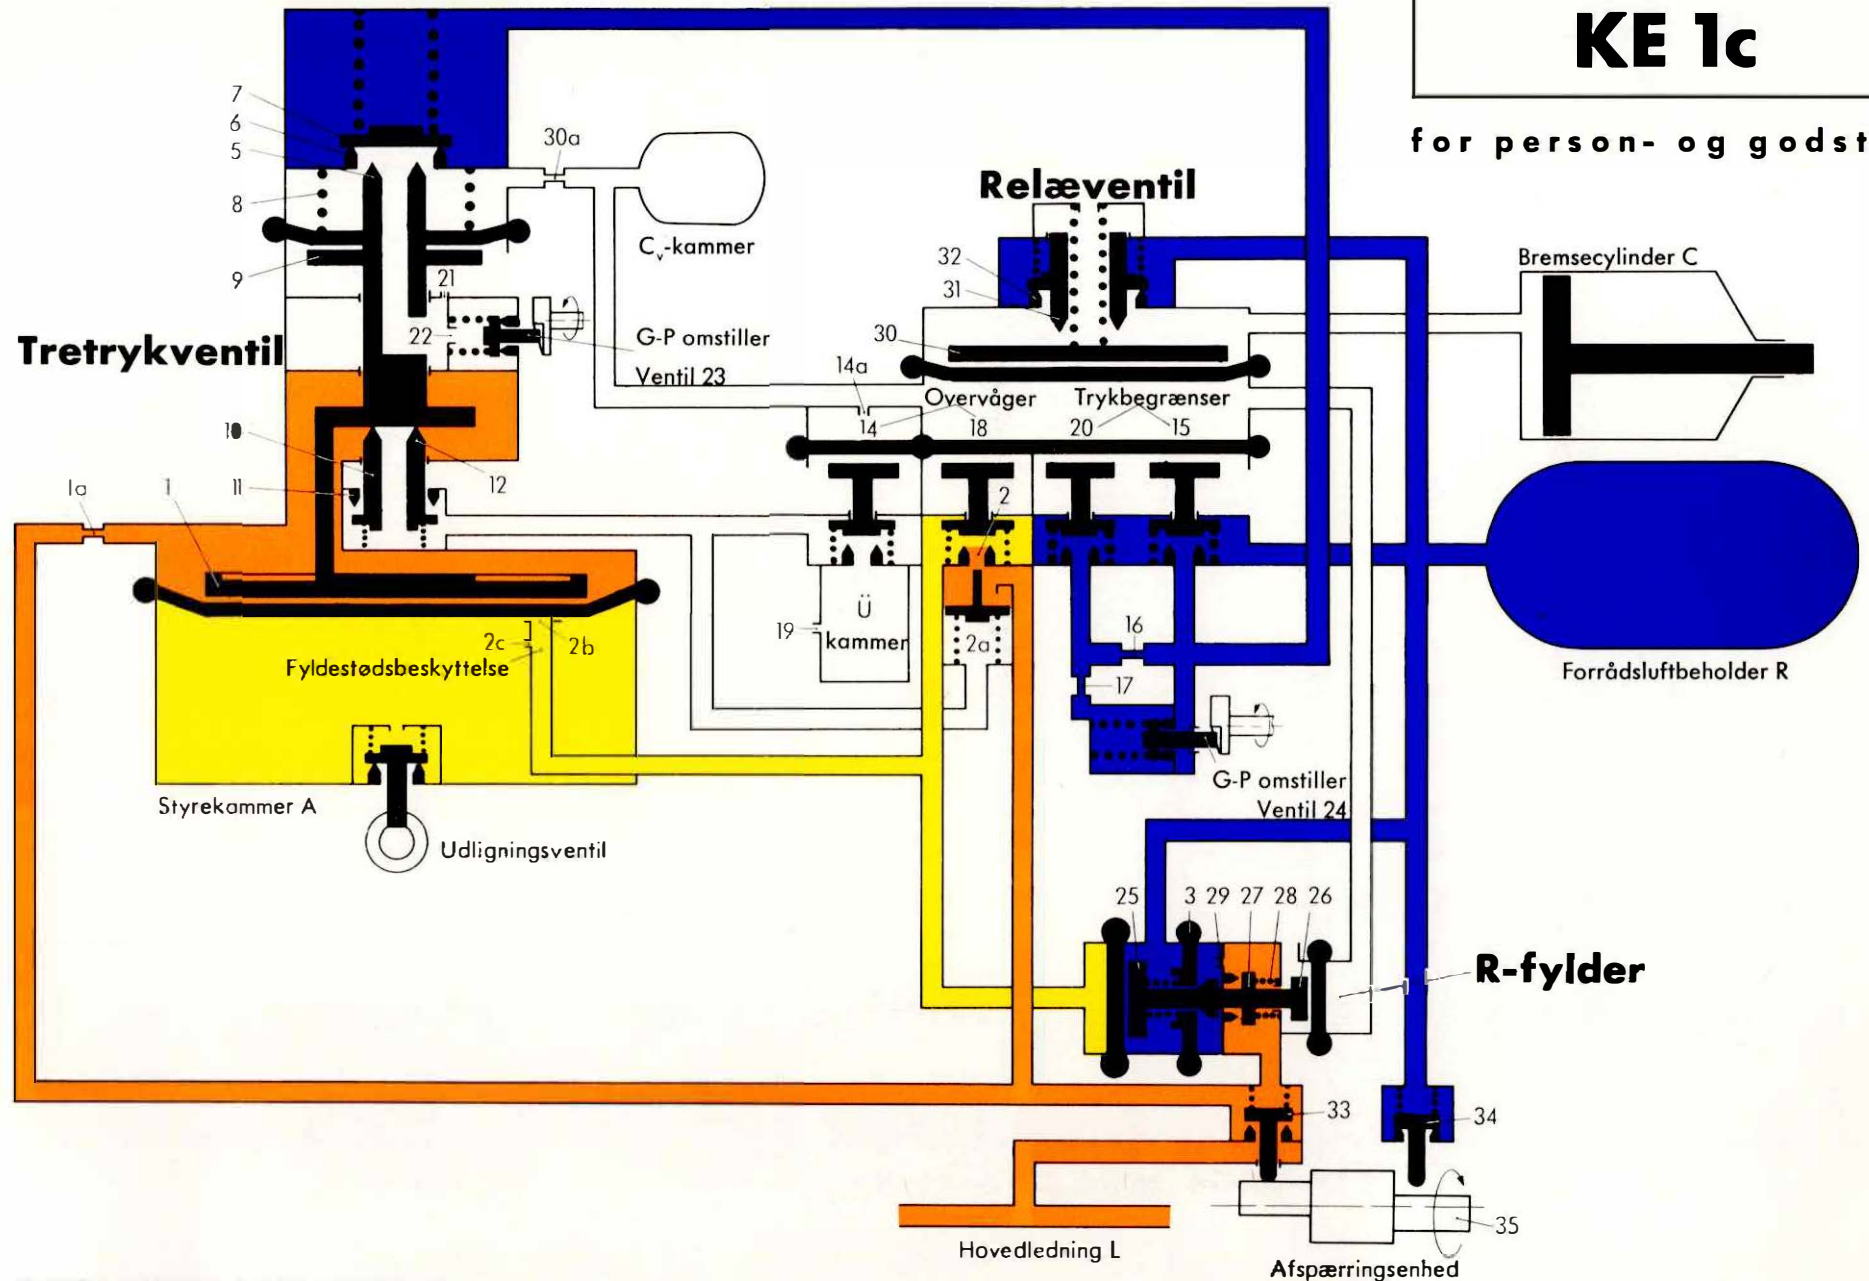 KE 1c
for person- og godst
7
6
5
30a
8
Relæventil
Cᵥ-kammer
9
32
Bremsecylinder C
21
31
22
G-P omstiller
Ventil 23
30
Tretrykventil
14a
Overvåger
Trykbegrænser
14
18
20
15
10
1a
1
11
12
2
Ü
kammer
19
2a
16
2c
2b
Fyldestødsbeskyttelse
17
Forrådsluftbeholder R
G-P omstiller
Ventil 24
Styrekammer A
Udligningsventil
25
3
29
27
28
26
R-fylder
33
34
35
Hovedledning L
Afspærringsenhed